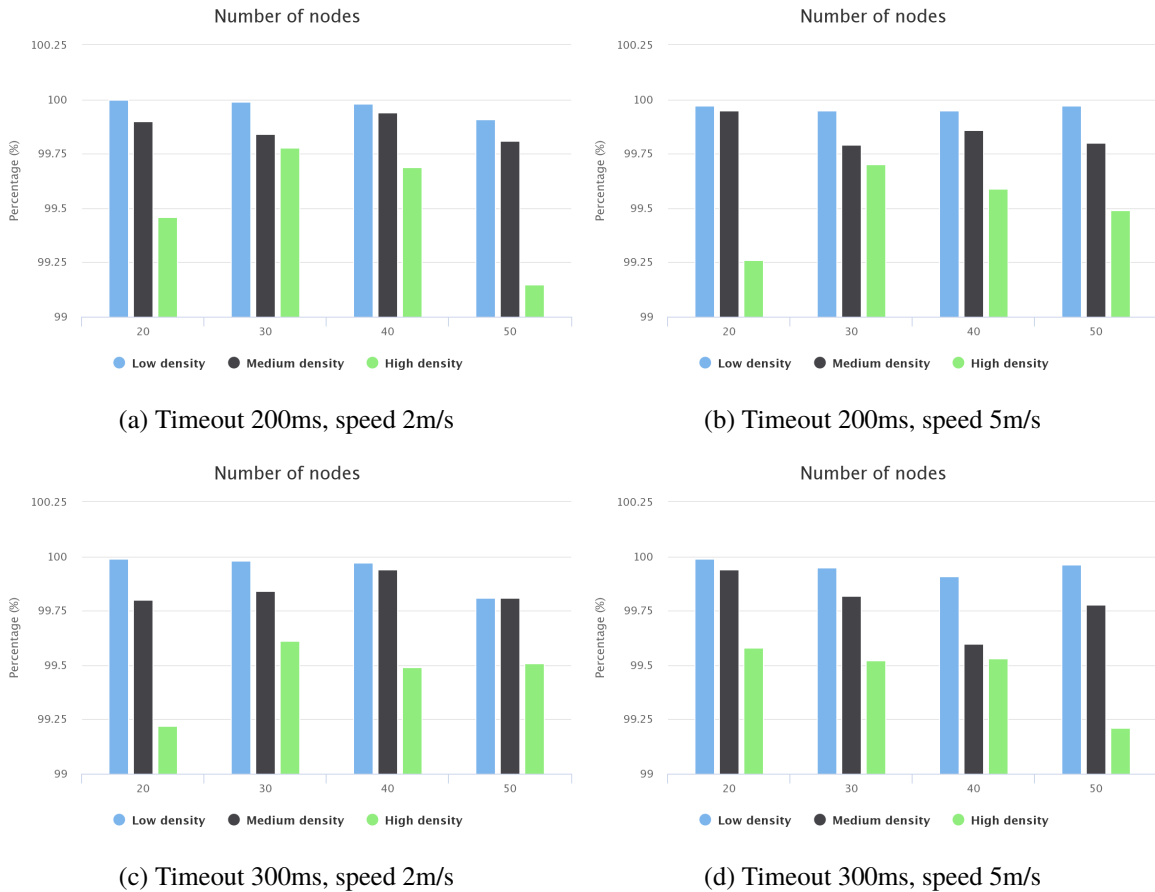 Number of nodes
100.25
100
99.75
99.5
99.25
99
Percentage (%)
20 30 40 50
Low density Medium density High density
(a) Timeout 200ms, speed 2m/s
Number of nodes
100.25
100
99.75
99.5
99.25
99
Percentage (%)
20 30 40 50
Low density Medium density High density
(b) Timeout 200ms, speed 5m/s
Number of nodes
100.25
100
99.75
99.5
99.25
99
Percentage (%)
20 30 40 50
Low density Medium density High density
(c) Timeout 300ms, speed 2m/s
Number of nodes
100.25
100
99.75
99.5
99.25
99
Percentage (%)
20 30 40 50
Low density Medium density High density
(d) Timeout 300ms, speed 5m/s